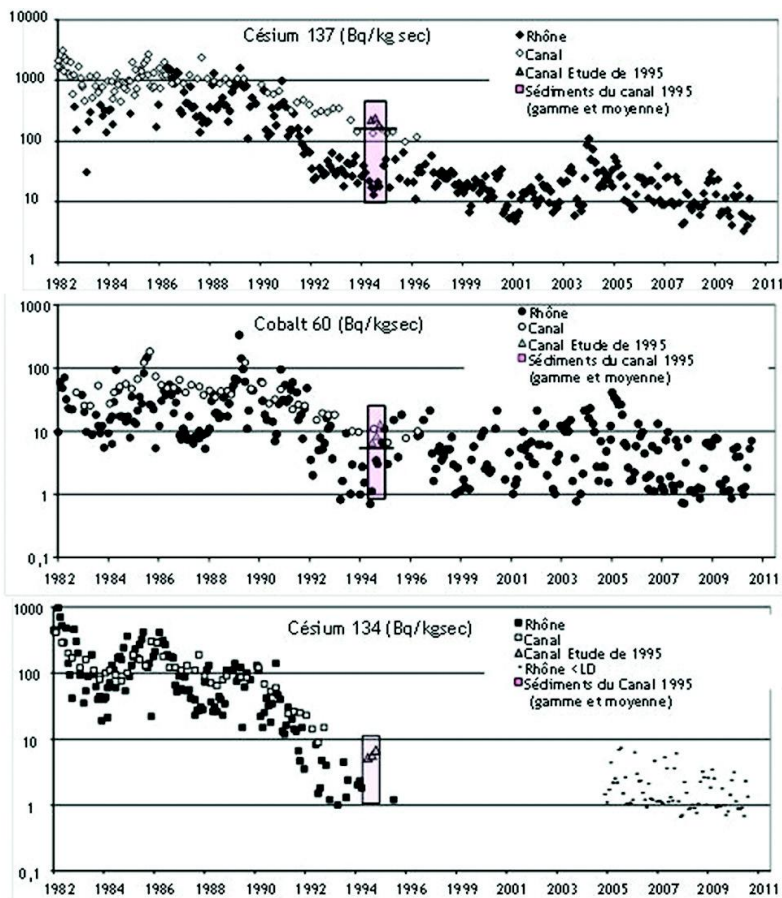 Césium 137 (Bq/kg sec)
Rhône
Canal
Canal Etude de 1995
Sédiments du canal 1995
(gamme et moyenne)
10000
1000
100
10
1
1982 1984 1986 1988 1990 1992 1994 1996 1999 2001 2003 2005 2007 2009 2011
Cobalt 60 (Bq/kgsec)
Rhône
Canal
Canal Etude de 1995
Sédiments du canal 1995
(gamme et moyenne)
1000
100
10
1
0,1
1982 1984 1986 1988 1990 1992 1994 1996 1999 2001 2003 2005 2007 2009 2011
Césium 134 (Bq/kgsec)
Rhône
Canal
Canal Etude de 1995
Rhône <LD
Sédiments du Canal 1995
(gamme et moyenne)
1000
100
10
1
0,1
1982 1984 1986 1988 1990 1992 1994 1996 1999 2001 2003 2005 2007 2009 2011